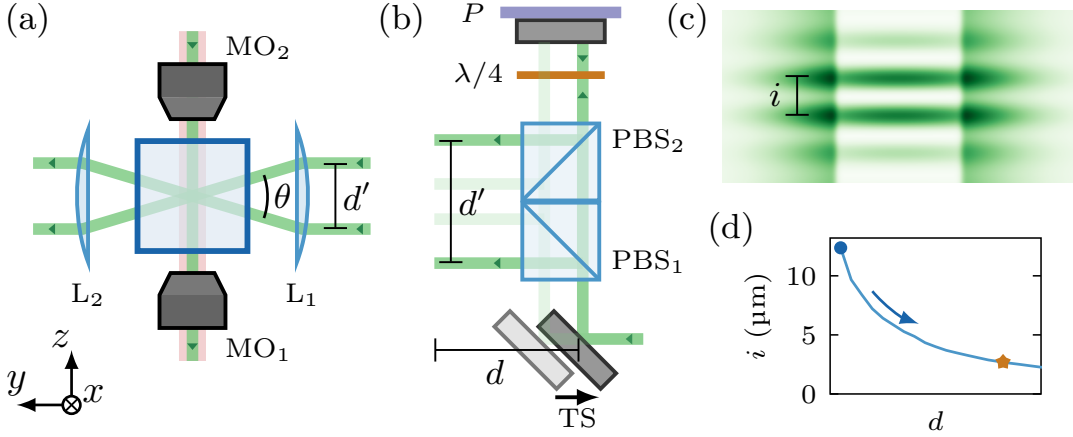 (a)
MO₂
θ
d′
L₂
L₁
MO₁
z
y
x
(b)
P
λ/4
PBS₂
d′
PBS₁
d
TS
(c)
i
(d)
i (µm)
10
5
0
d